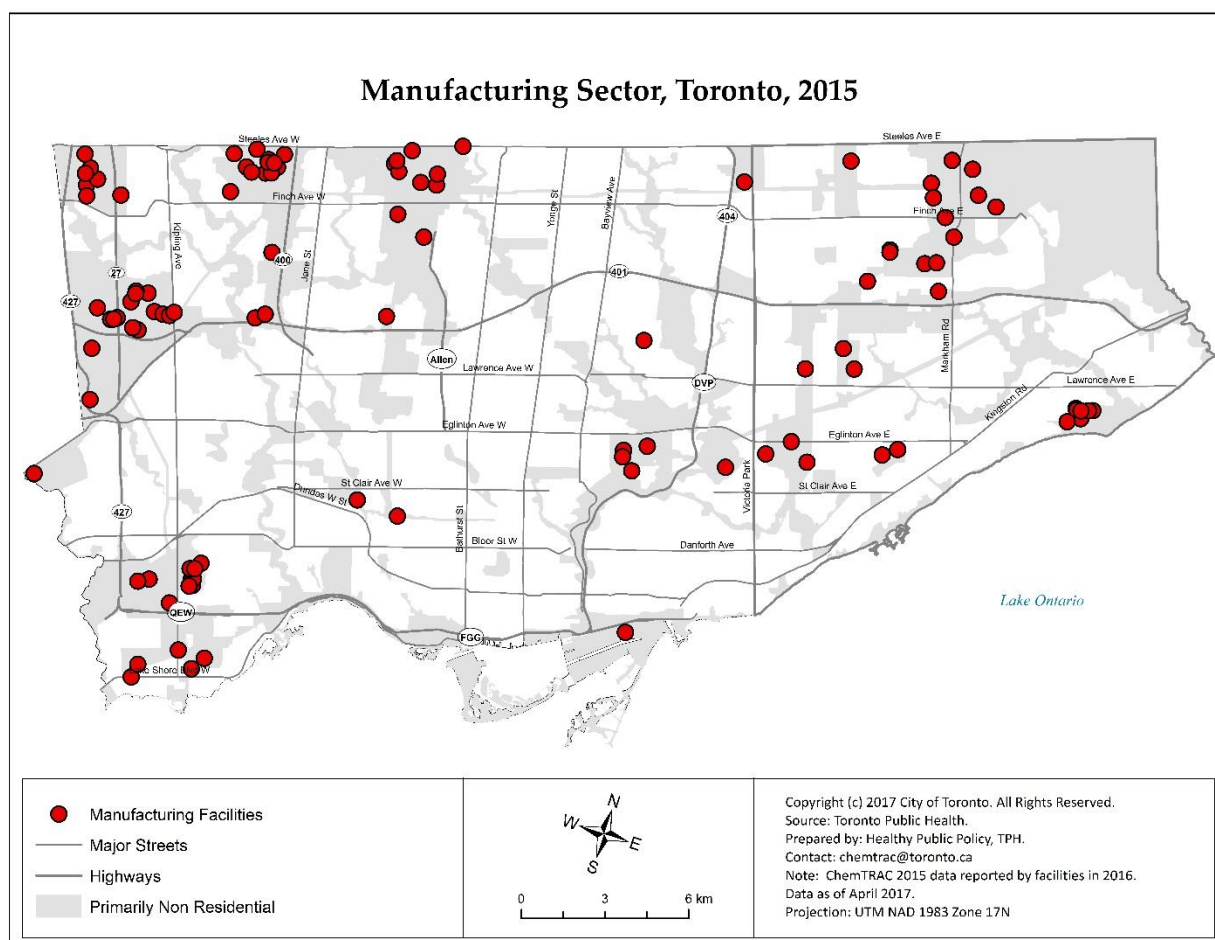 Manufacturing Sector, Toronto, 2015
Steeles Ave W
Steeles Ave E
Finch Ave W
Finch Ave E
Kipling Ave
Jane St
Yonge St
Bayview Ave
404
400
27
427
401
Markham Rd
Allen
Lawrence Ave W
DVP
Lawrence Ave E
Kingston Rd
Eglinton Ave W
Eglinton Ave E
St Clair Ave W
Dundas W St
Victoria Park
St Clair Ave E
427
Bathurst St
Bloor St W
Danforth Ave
QEW
Lake Ontario
FGG
Shore Blvd W
Manufacturing Facilities
Major Streets
Highways
Primarily Non Residential
N
W
E
S
0 3 6 km
Copyright (c) 2017 City of Toronto. All Rights Reserved.
Source: Toronto Public Health.
Prepared by: Healthy Public Policy, TPH.
Contact: chemtrac@toronto.ca
Note: ChemTRAC 2015 data reported by facilities in 2016.
Data as of April 2017.
Projection: UTM NAD 1983 Zone 17N